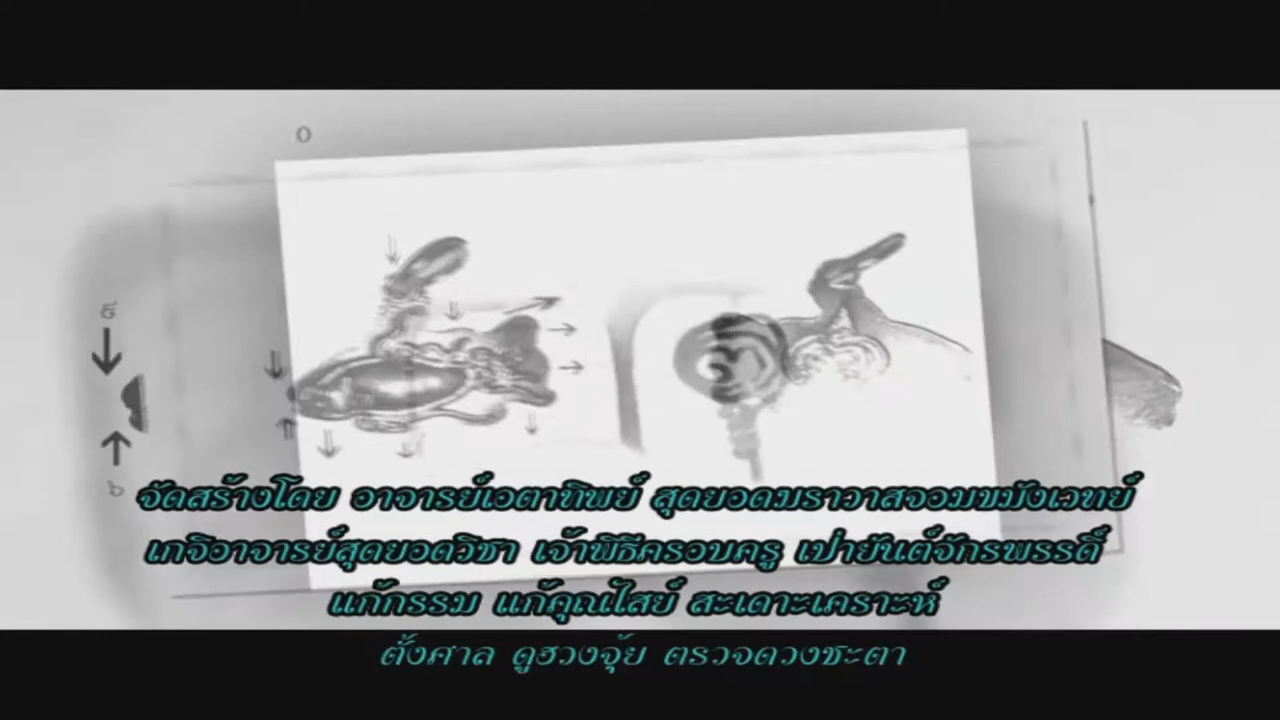 ๐
๕
๖
จัดสร้างโดย อาจารย์เอตาทิพย์ สุดยอดฆราวาสจอมขมังเวทย์
เกจิอาจารย์สุดยอดวิชา เจ้าพิธีครอบครู เป่ายันต์จักรพรรดิ์
แก้กรรม แก้คุณไสย์ สะเดาะเคราะห์
ตั้งศาล ดูฮวงจุ้ย ตรวจดวงชะตา